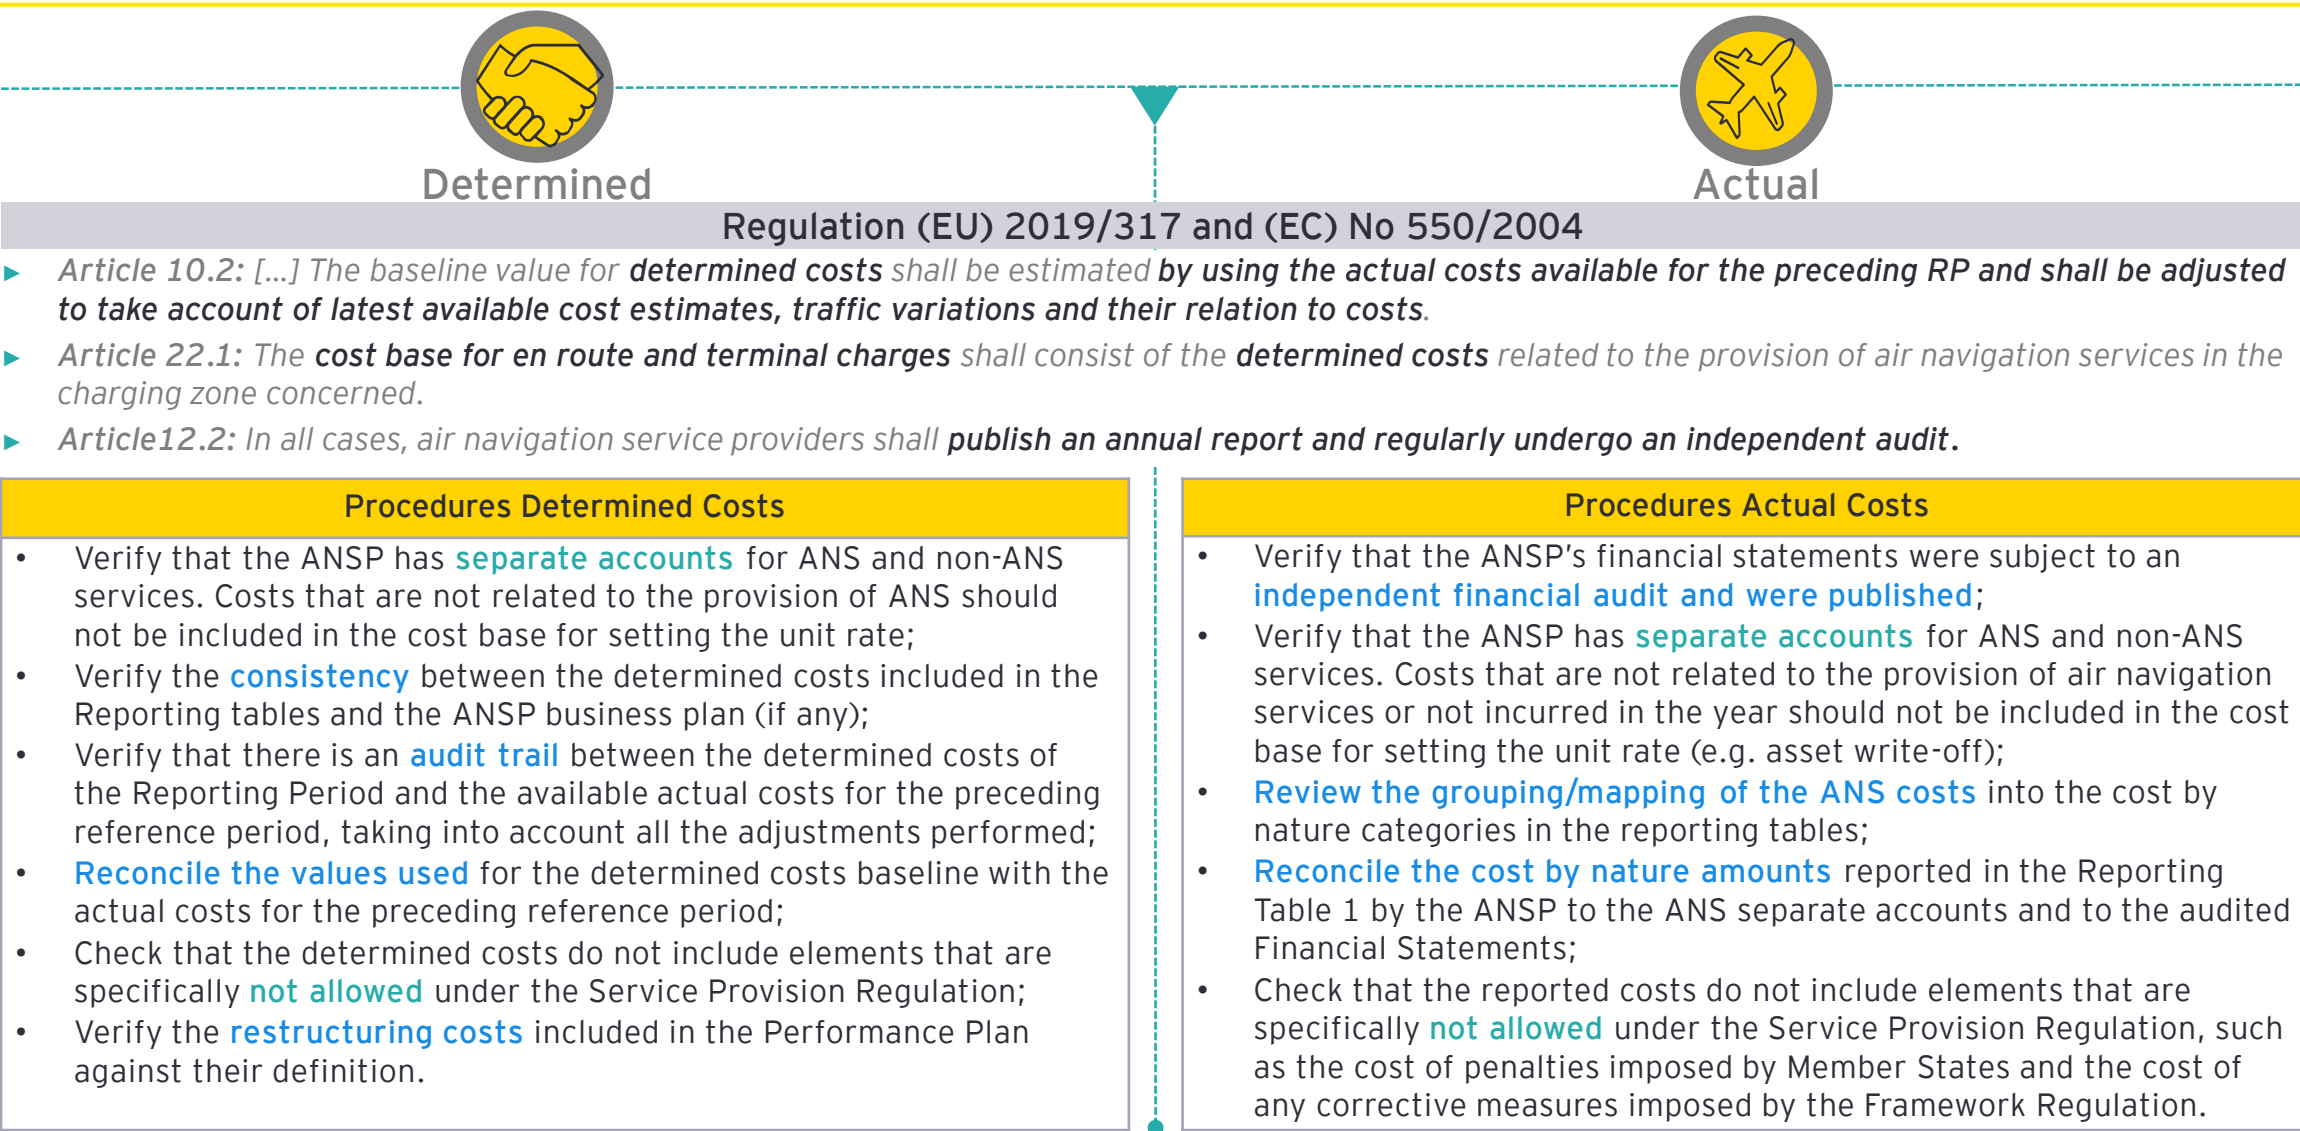 Determined
Actual
Regulation (EU) 2019/317 and (EC) No 550/2004
► Article 10.2: […] The baseline value for determined costs shall be estimated by using the actual costs available for the preceding RP and shall be adjusted
to take account of latest available cost estimates, traffic variations and their relation to costs.
► Article 22.1: The cost base for en route and terminal charges shall consist of the determined costs related to the provision of air navigation services in the
charging zone concerned.
► Article12.2: In all cases, air navigation service providers shall publish an annual report and regularly undergo an independent audit.
Procedures Determined Costs
• Verify that the ANSP has separate accounts for ANS and non-ANS
services. Costs that are not related to the provision of ANS should
not be included in the cost base for setting the unit rate;
• Verify the consistency between the determined costs included in the
Reporting tables and the ANSP business plan (if any);
• Verify that there is an audit trail between the determined costs of
the Reporting Period and the available actual costs for the preceding
reference period, taking into account all the adjustments performed;
• Reconcile the values used for the determined costs baseline with the
actual costs for the preceding reference period;
• Check that the determined costs do not include elements that are
specifically not allowed under the Service Provision Regulation;
• Verify the restructuring costs included in the Performance Plan
against their definition.
Procedures Actual Costs
• Verify that the ANSP's financial statements were subject to an
independent financial audit and were published;
• Verify that the ANSP has separate accounts for ANS and non-ANS
services. Costs that are not related to the provision of air navigation
services or not incurred in the year should not be included in the cost
base for setting the unit rate (e.g. asset write-off);
• Review the grouping/mapping of the ANS costs into the cost by
nature categories in the reporting tables;
• Reconcile the cost by nature amounts reported in the Reporting
Table 1 by the ANSP to the ANS separate accounts and to the audited
Financial Statements;
• Check that the reported costs do not include elements that are
specifically not allowed under the Service Provision Regulation, such
as the cost of penalties imposed by Member States and the cost of
any corrective measures imposed by the Framework Regulation.